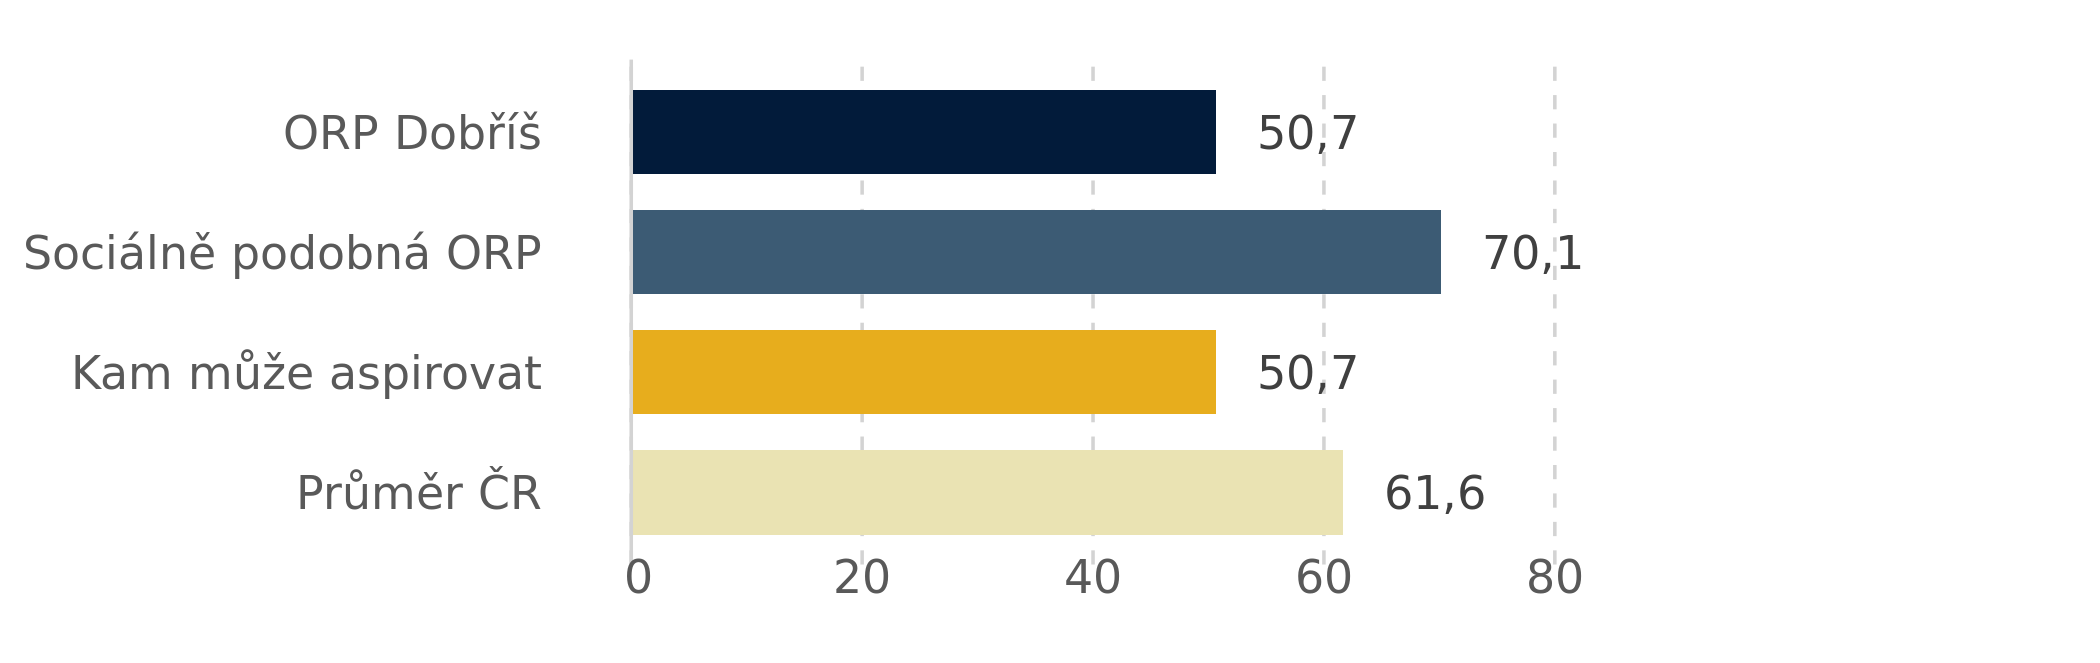 ORP Dobříš 50,7
Sociálně podobná ORP 70,1
Kam může aspirovat 50,7
Průměr ČR 61,6
0 20 40 60 80